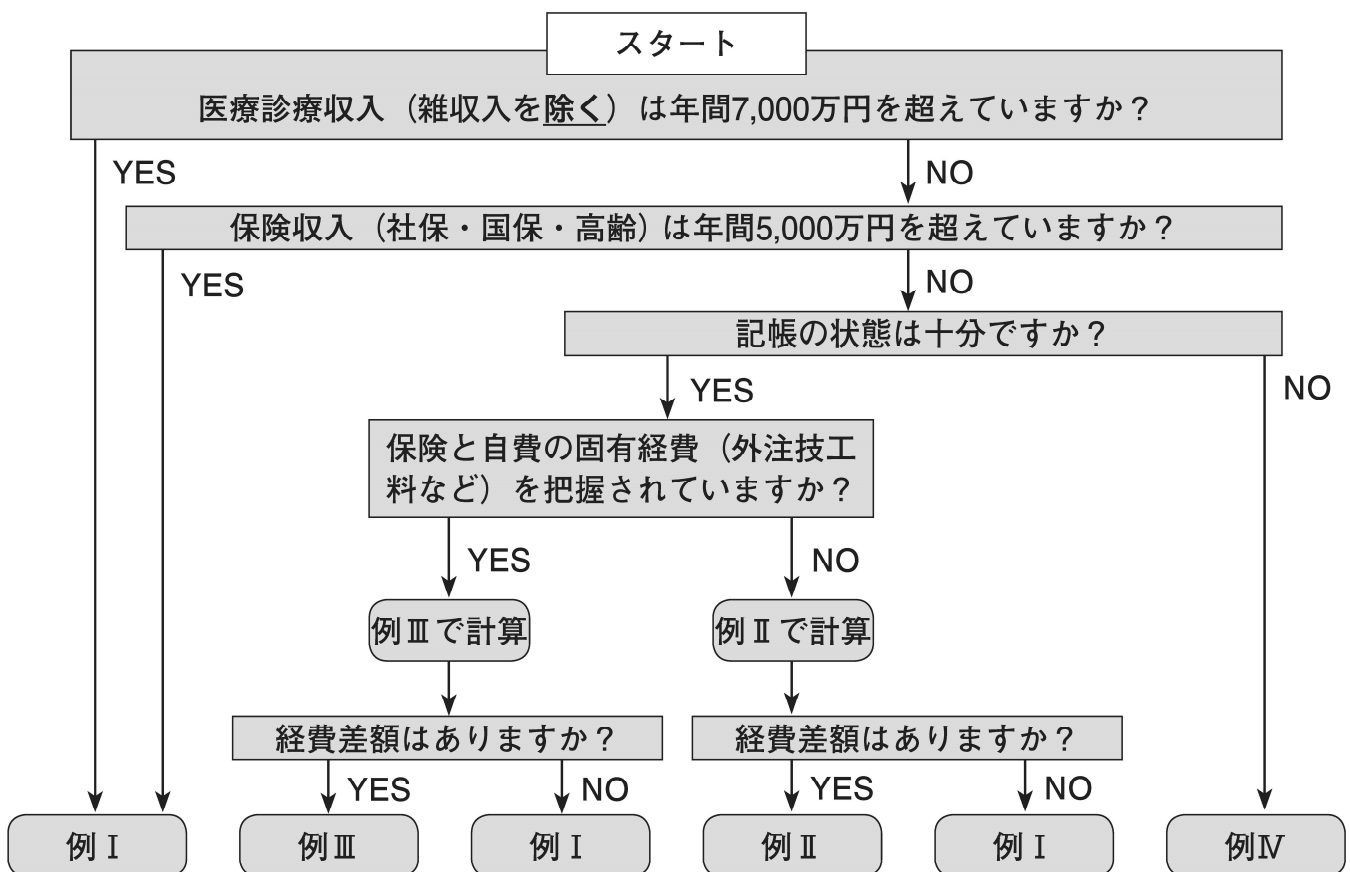 スタート
医療診療収入（雑収入を除く）は年間7,000万円を超えていますか？
YES
NO
保険収入（社保・国保・高齢）は年間5,000万円を超えていますか？
YES
NO
記帳の状態は十分ですか？
YES
NO
保険と自費の固有経費（外注技工
料など）を把握されていますか？
YES
NO
例Ⅲで計算
例Ⅱで計算
経費差額はありますか？
経費差額はありますか？
YES
NO
YES
NO
例Ⅰ
例Ⅲ
例Ⅰ
例Ⅱ
例Ⅰ
例Ⅳ